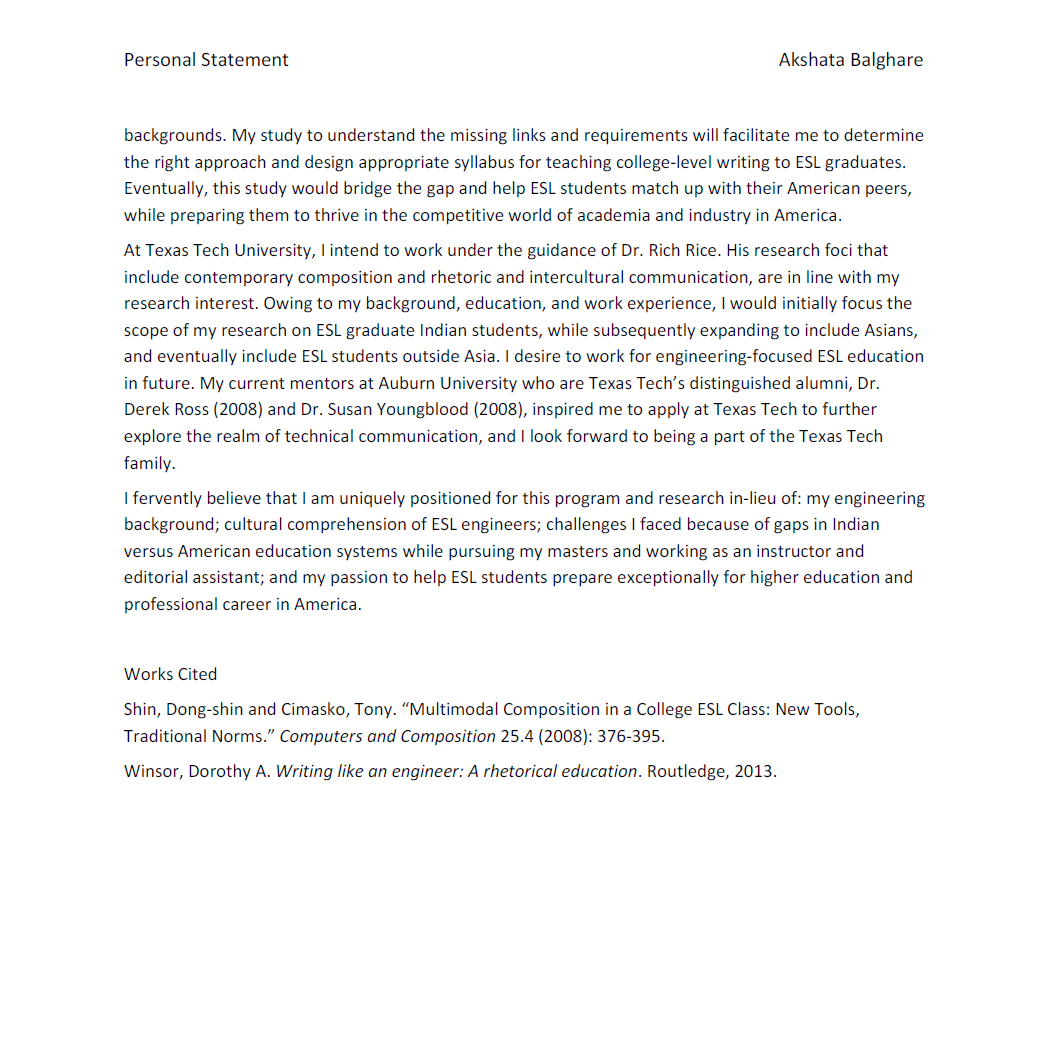 Personal Statement Akshata Balghare
backgrounds. My study to understand the missing links and requirements will facilitate me to determine
the right approach and design appropriate syllabus for teaching college-level writing to ESL graduates.
Eventually, this study would bridge the gap and help ESL students match up with their American peers,
while preparing them to thrive in the competitive world of academia and industry in America.
At Texas Tech University, I intend to work under the guidance of Dr. Rich Rice. His research foci that
include contemporary composition and rhetoric and intercultural communication, are in line with my
research interest. Owing to my background, education, and work experience, I would initially focus the
scope of my research on ESL graduate Indian students, while subsequently expanding to include Asians,
and eventually include ESL students outside Asia. I desire to work for engineering-focused ESL education
in future. My current mentors at Auburn University who are Texas Tech’s distinguished alumni, Dr.
Derek Ross (2008) and Dr. Susan Youngblood (2008), inspired me to apply at Texas Tech to further
explore the realm of technical communication, and I look forward to being a part of the Texas Tech
family.
I fervently believe that I am uniquely positioned for this program and research in-lieu of: my engineering
background; cultural comprehension of ESL engineers; challenges I faced because of gaps in Indian
versus American education systems while pursuing my masters and working as an instructor and
editorial assistant; and my passion to help ESL students prepare exceptionally for higher education and
professional career in America.
Works Cited
Shin, Dong-shin and Cimasko, Tony. “Multimodal Composition in a College ESL Class: New Tools,
Traditional Norms.” Computers and Composition 25.4 (2008): 376-395.
Winsor, Dorothy A. Writing like an engineer: A rhetorical education. Routledge, 2013.